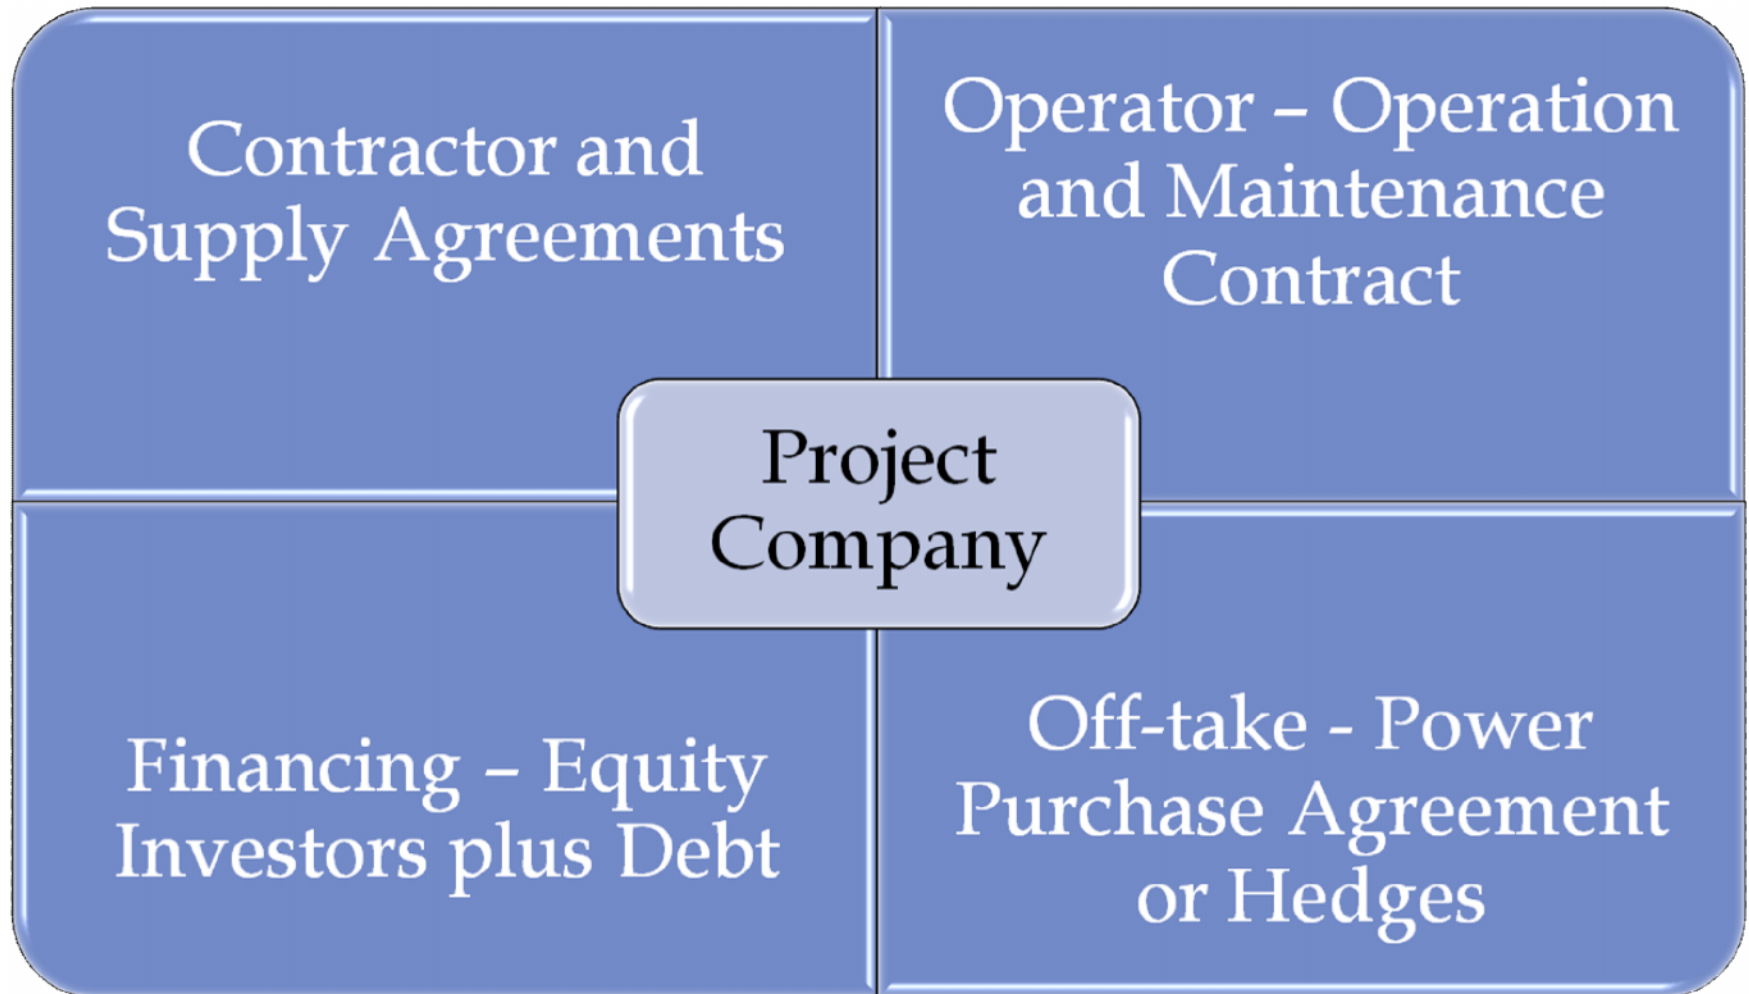 Contractor and
Supply Agreements
Operator – Operation
and Maintenance
Contract
Project
Company
Financing – Equity
Investors plus Debt
Off-take - Power
Purchase Agreement
or Hedges